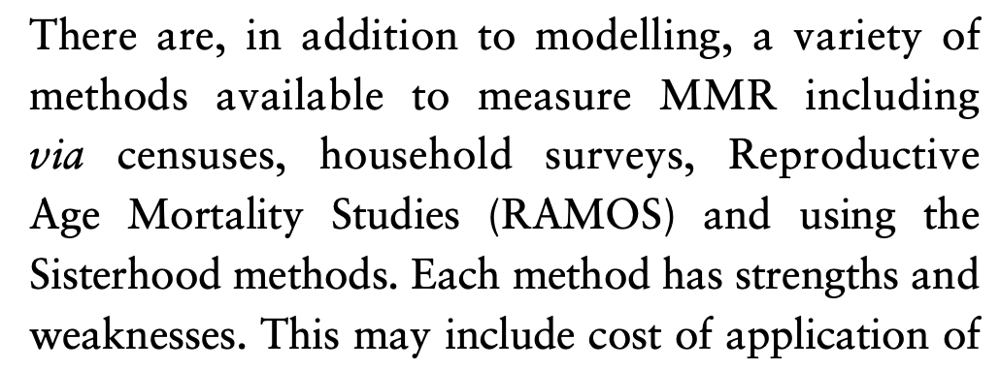 There are, in addition to modelling, a variety of
methods available to measure MMR including
via censuses, household surveys, Reproductive
Age Mortality Studies (RAMOS) and using the
Sisterhood methods. Each method has strengths and
weaknesses. This may include cost of application of